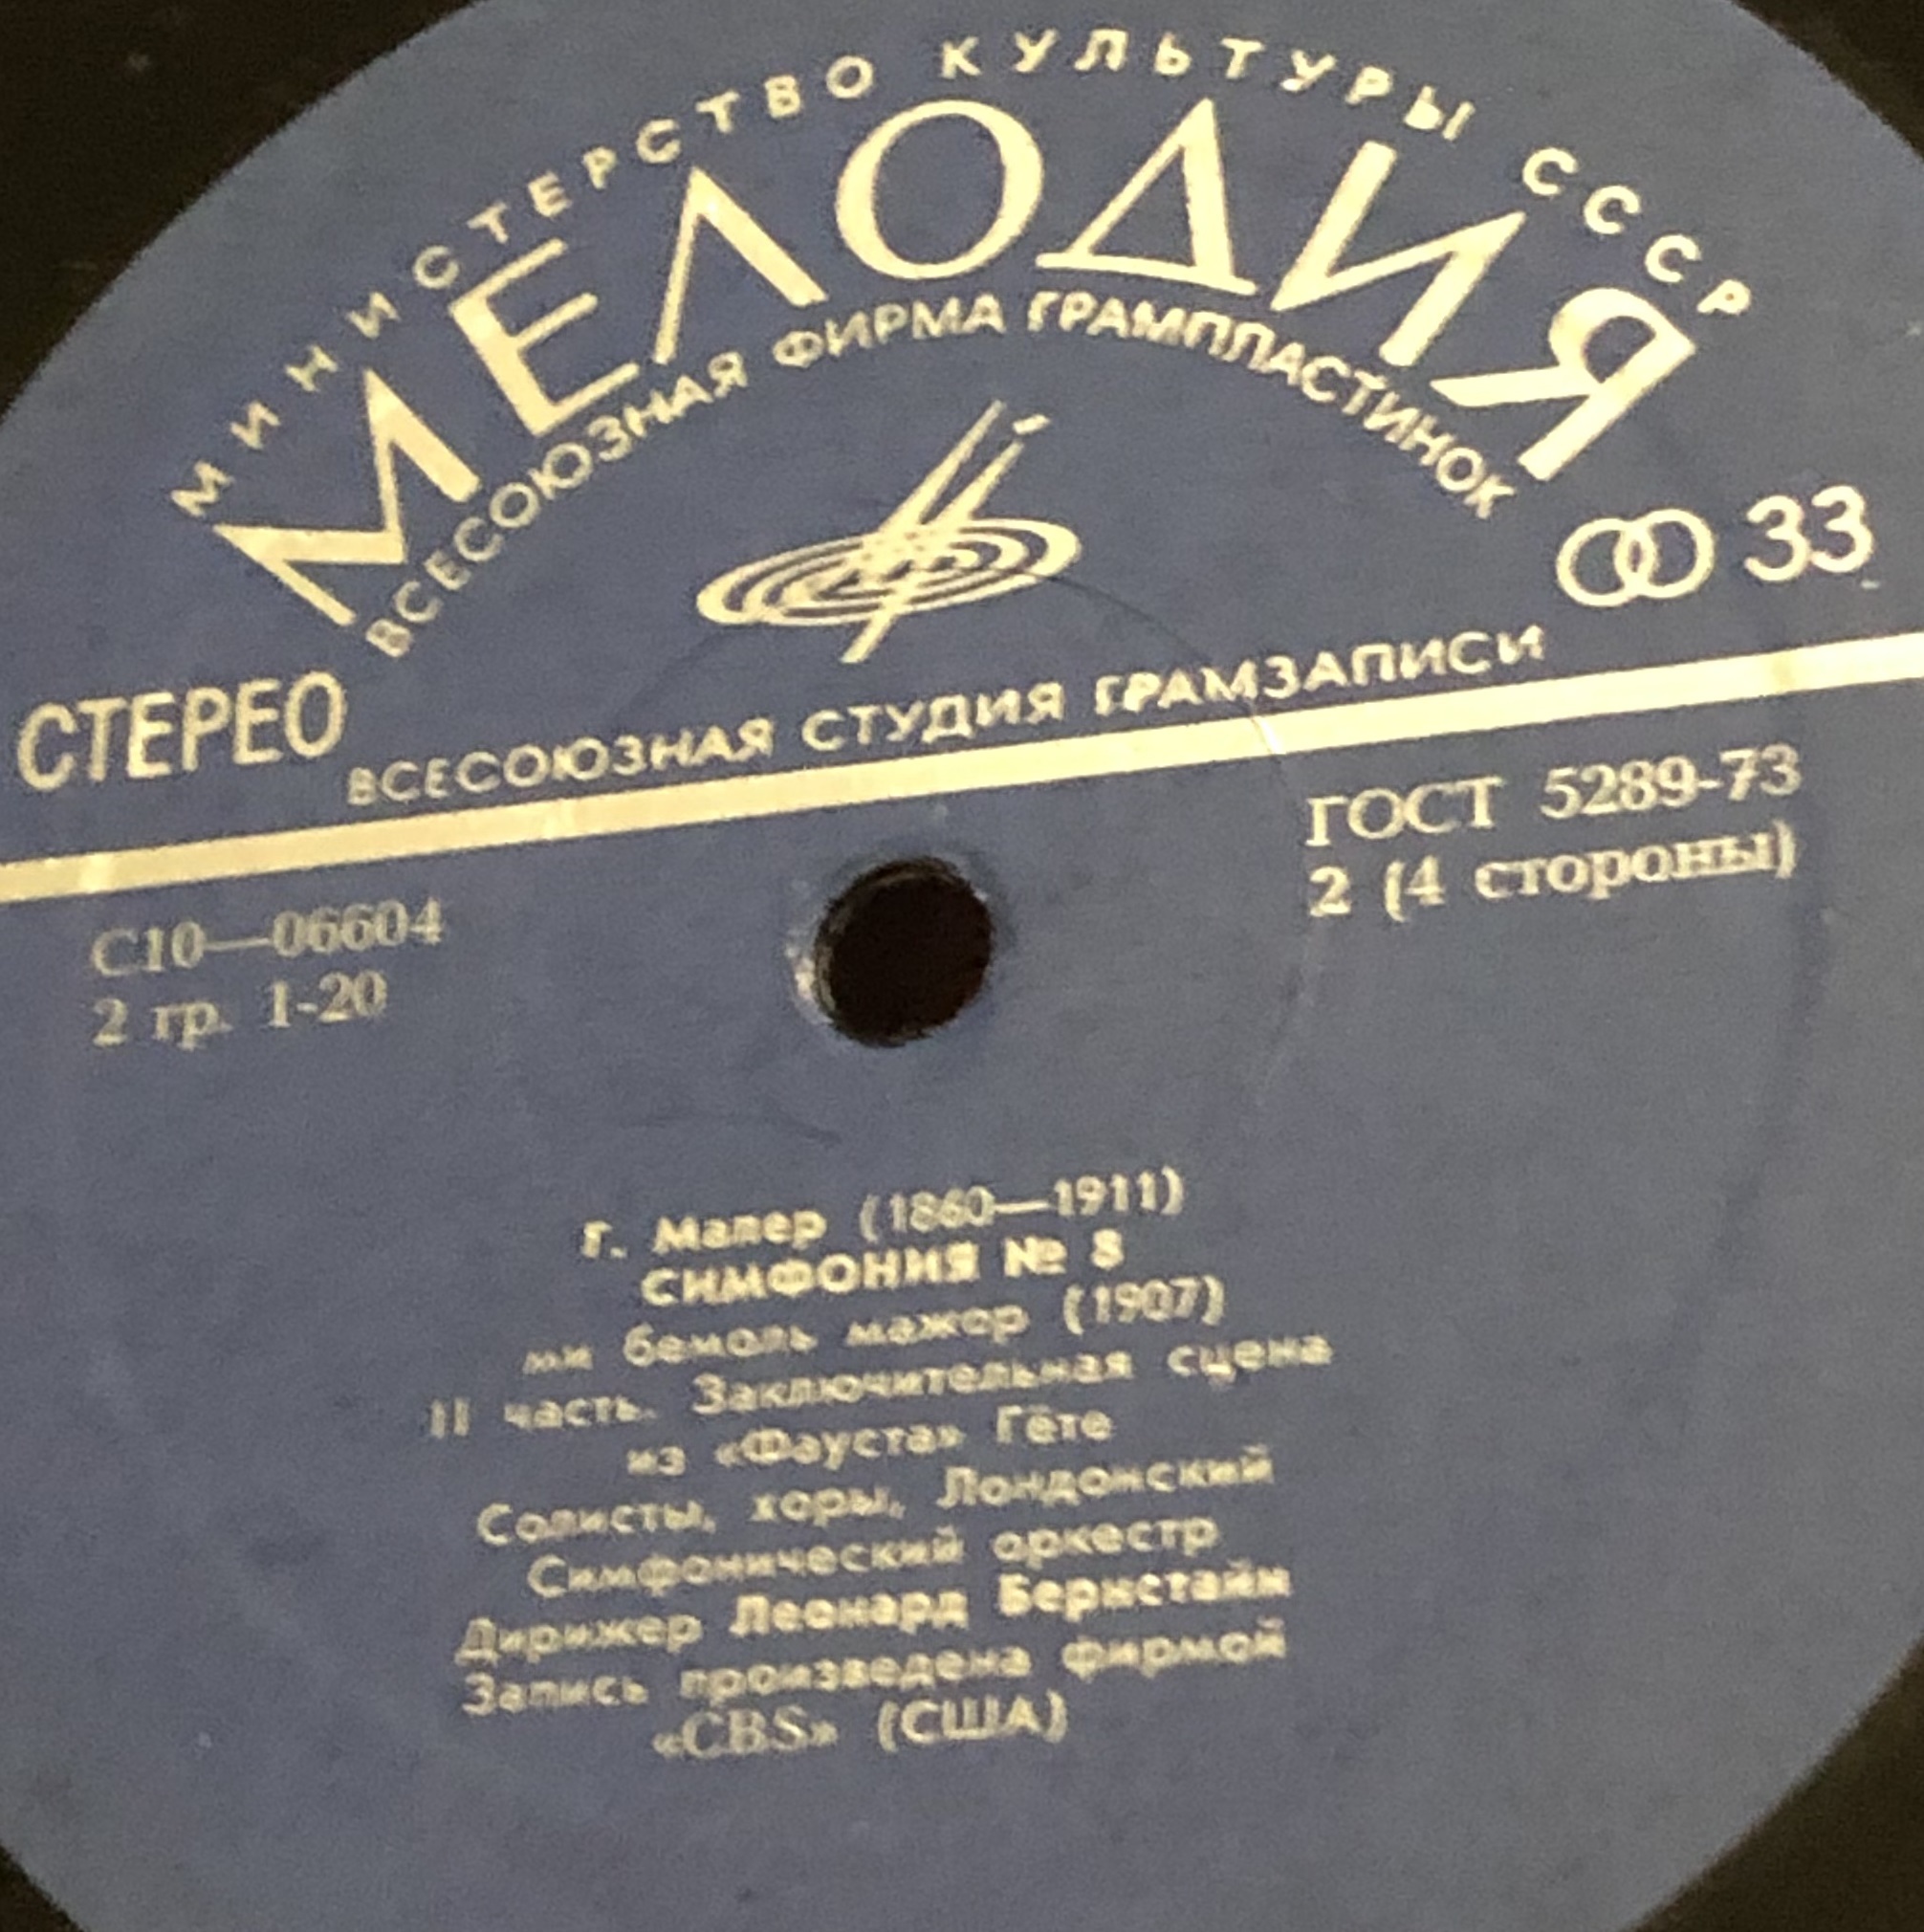 МИНИСТЕРСТВО КУЛЬТУРЫ СССР
МЕЛОДИЯ
ВСЕСОЮЗНАЯ ФИРМА ГРАМПЛАСТИНОК
33
СТЕРЕО
ВСЕСОЮЗНАЯ СТУДИЯ ГРАМЗАПИСИ
ГОСТ 5289-73
2 (4 стороны)
С10—06604
2 гр. 1-20
Г. Малер (1860—1911)
СИМФОНИЯ № 8
ми бемоль мажор (1907)
II часть. Заключительная сцена
из «Фауста» Гёте
Солисты, хоры, Лондонский
Симфонический оркестр
Дирижер Леонард Бернстайн
Запись произведена фирмой
«CBS» (США)